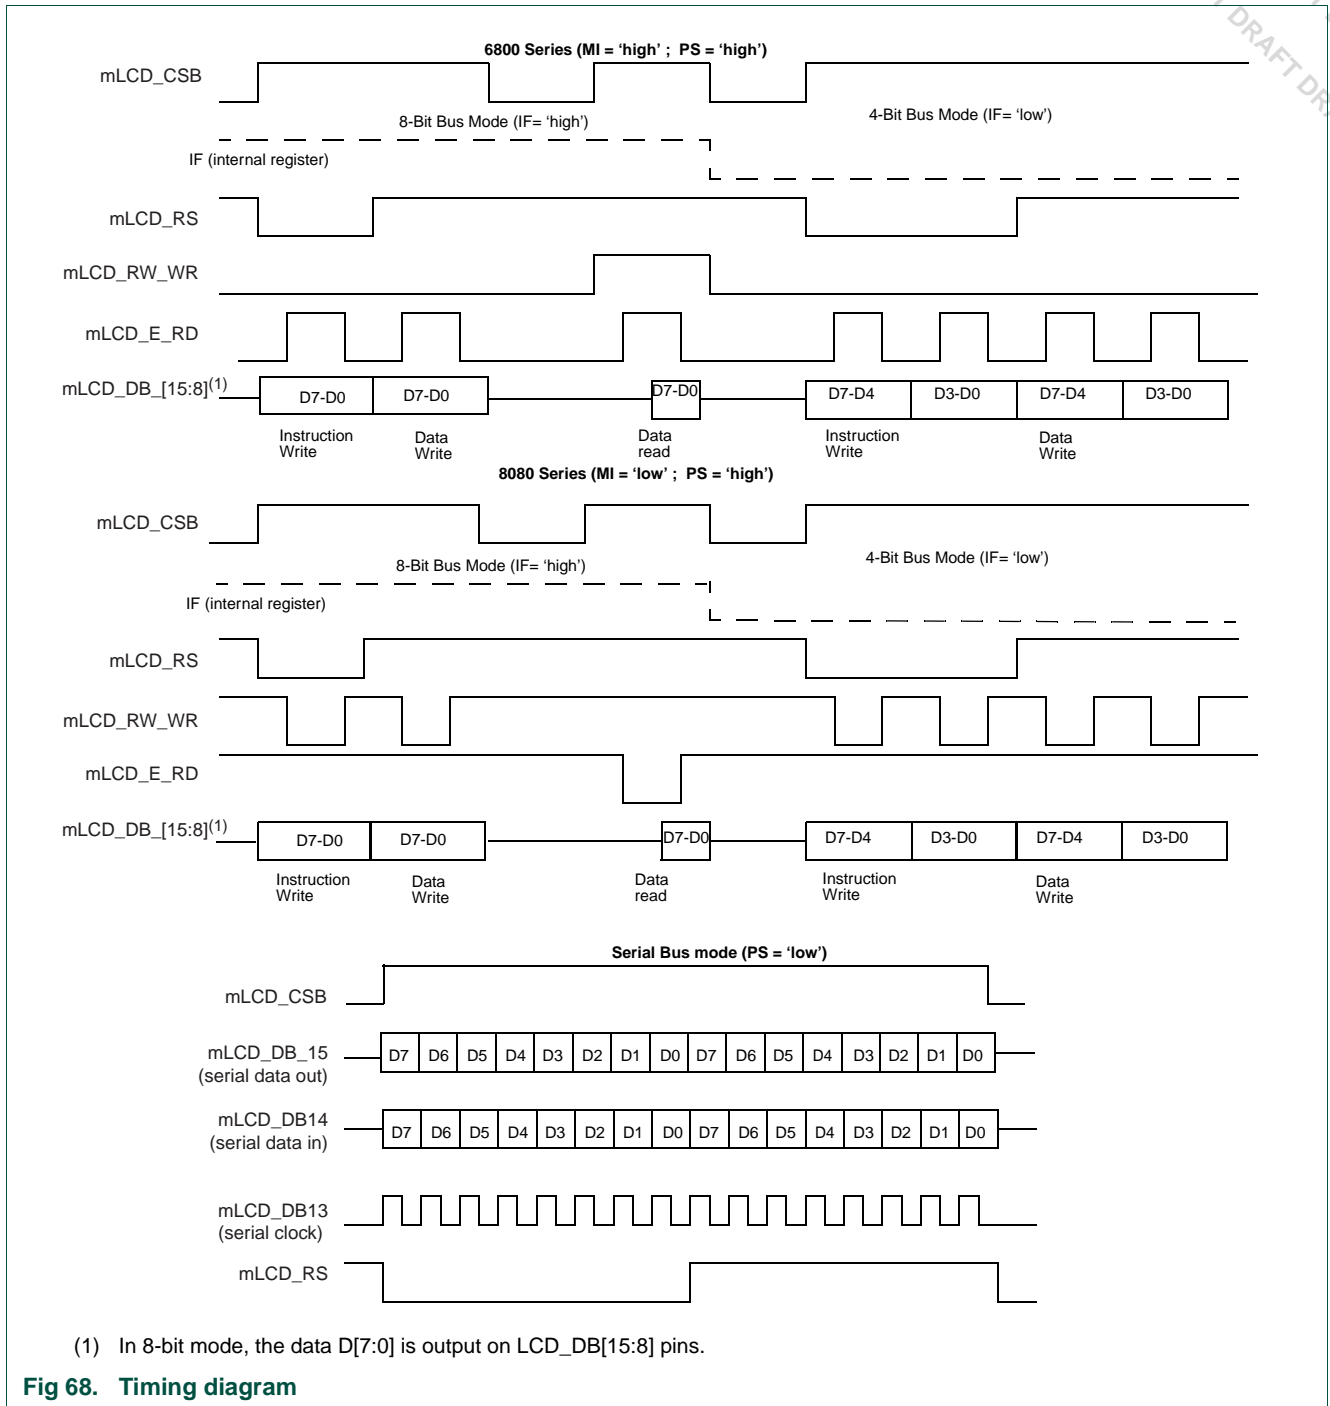 DRAFT DRAFT
6800 Series (MI = ‘high’ ; PS = ‘high’)
mLCD_CSB
8-Bit Bus Mode (IF= ‘high’)
4-Bit Bus Mode (IF= ‘low’)
IF (internal register)
mLCD_RS
mLCD_RW_WR
mLCD_E_RD
mLCD_DB_[15:8](1)
D7-D0 D7-D0 D7-D0 D7-D4 D3-D0 D7-D4 D3-D0
Instruction Data Data Instruction Data
Write Write read Write Write
8080 Series (MI = ‘low’ ; PS = ‘high’)
mLCD_CSB
8-Bit Bus Mode (IF= ‘high’)
4-Bit Bus Mode (IF= ‘low’)
IF (internal register)
mLCD_RS
mLCD_RW_WR
mLCD_E_RD
mLCD_DB_[15:8](1)
D7-D0 D7-D0 D7-D0 D7-D4 D3-D0 D7-D4 D3-D0
Instruction Data Data Instruction Data
Write Write read Write Write
Serial Bus mode (PS = ‘low’)
mLCD_CSB
mLCD_DB_15
(serial data out)
D7 D6 D5 D4 D3 D2 D1 D0 D7 D6 D5 D4 D3 D2 D1 D0
mLCD_DB14
(serial data in)
D7 D6 D5 D4 D3 D2 D1 D0 D7 D6 D5 D4 D3 D2 D1 D0
mLCD_DB13
(serial clock)
mLCD_RS
(1) In 8-bit mode, the data D[7:0] is output on LCD_DB[15:8] pins.
Fig 68. Timing diagram